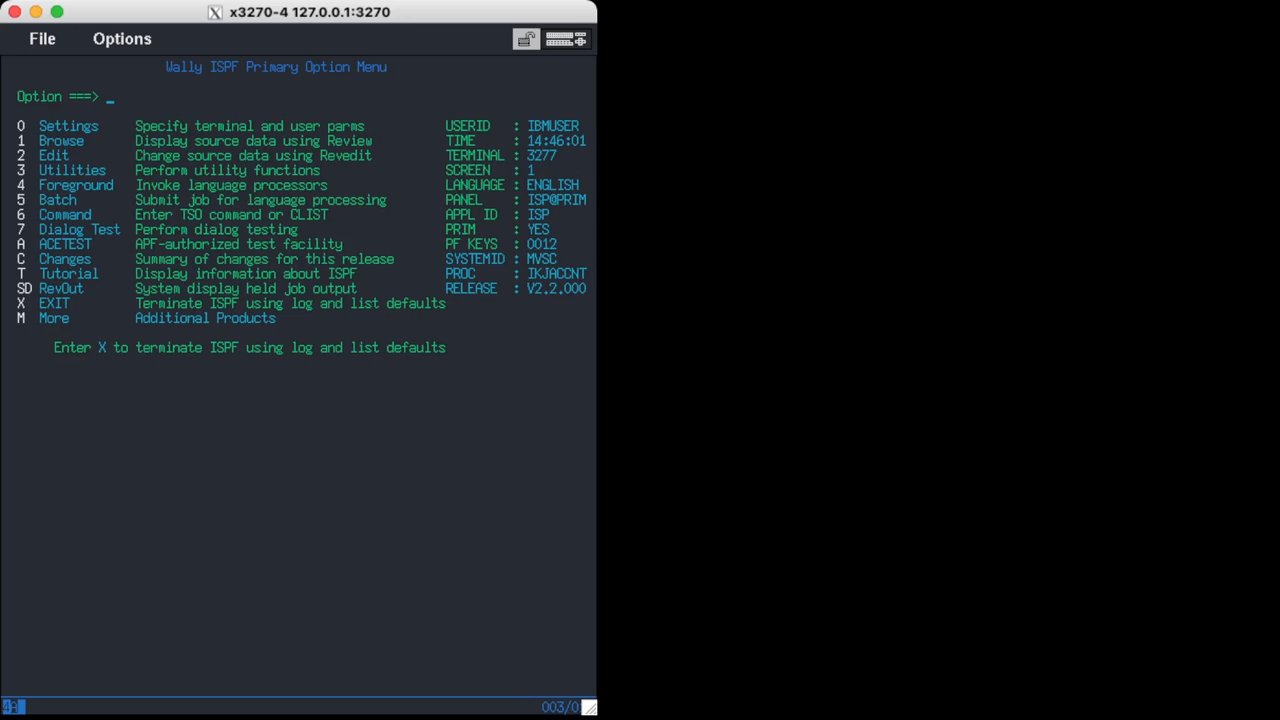 x3270-4 127.0.0.1:3270
File Options
Wally ISPF Primary Option Menu
Option ===> _
0 Settings Specify terminal and user parms USERID : IBMUSER
1 Browse Display source data using Review TIME : 14:46:01
2 Edit Change source data using Revedit TERMINAL : 3277
3 Utilities Perform utility functions SCREEN : 1
4 Foreground Invoke language processors LANGUAGE : ENGLISH
5 Batch Submit job for language processing PANEL : ISP@PRIM
6 Command Enter TSO command or CLIST APPL ID : ISP
7 Dialog Test Perform dialog testing PRIM : YES
A ACETEST APF-authorized test facility PF KEYS : 0012
C Changes Summary of changes for this release SYSTEMID : MVSC
T Tutorial Display information about ISPF PROC : IKJACCNT
SD RevOut System display held job output RELEASE : V2.2.000
X EXIT Terminate ISPF using log and list defaults
M More Additional Products
Enter X to terminate ISPF using log and list defaults
4A 003/0